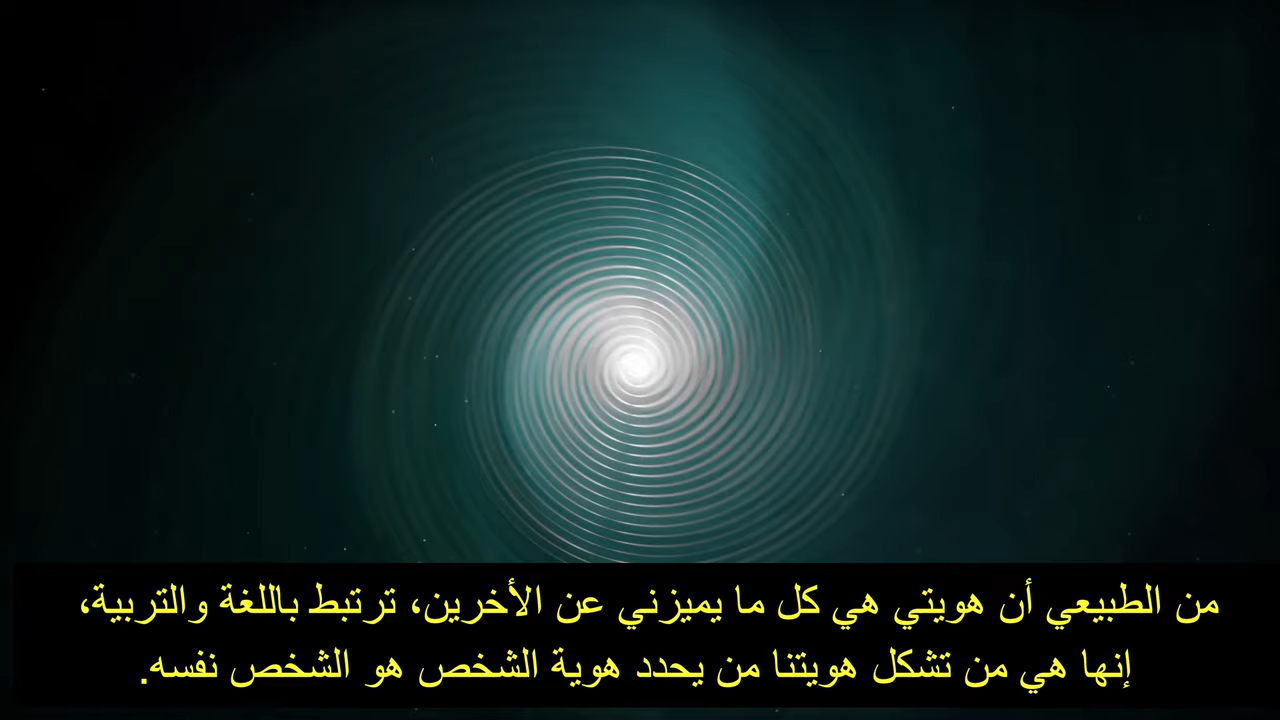 من الطبيعي أن هويتي هي كل ما يميزني عن الأخرين، ترتبط باللغة والتربية،
إنها هي من تشكل هويتنا من يحدد هوية الشخص هو الشخص نفسه.